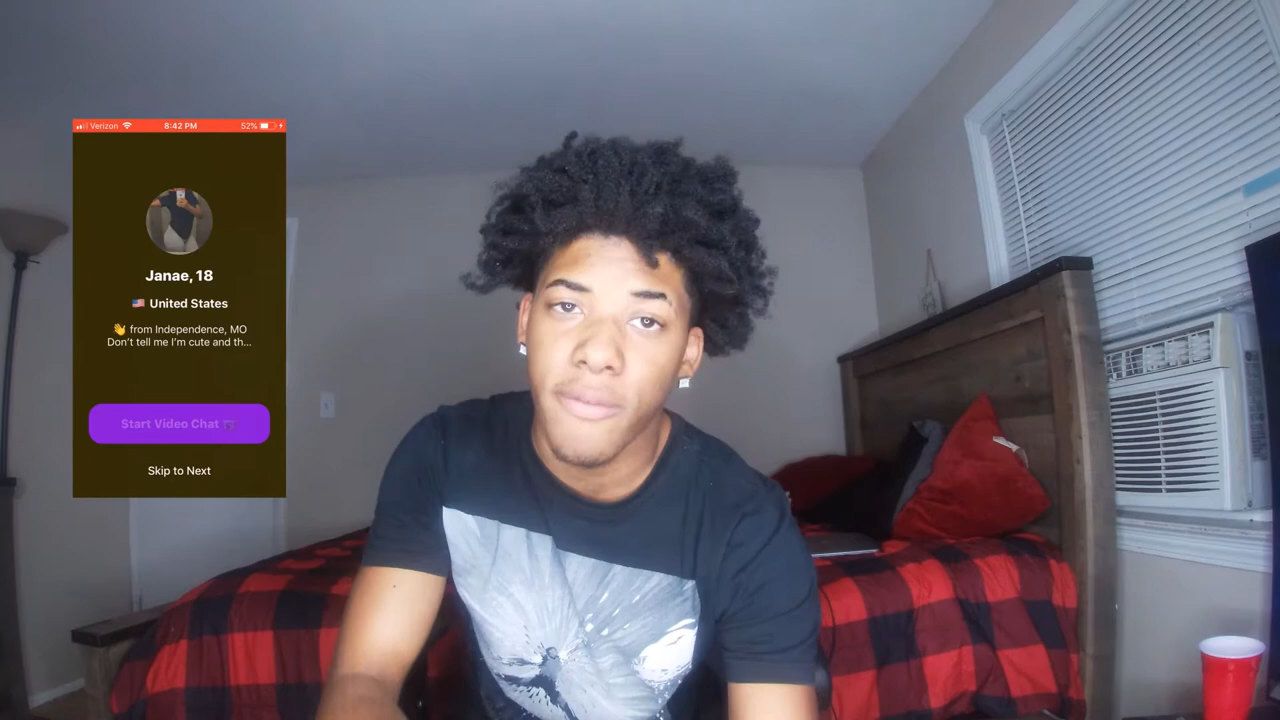 Verizon 8:42 PM 52%
Janae, 18
🇺🇸 United States
👋 from Independence, MO
Don't tell me I'm cute and th...
Start Video Chat
Skip to Next